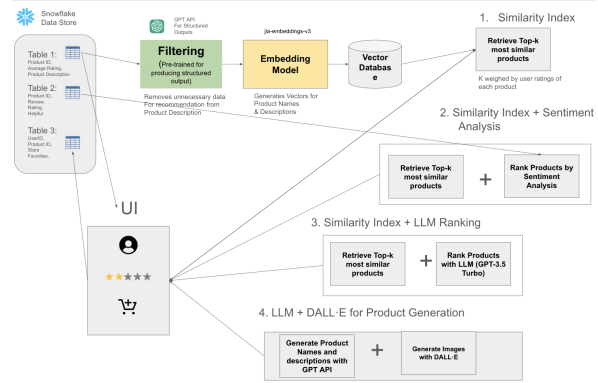 Snowflake
Data Store
Table 1:
Product ID,
Average Rating,
Product Description
Table 2:
Product ID,
Review,
Rating
Helpful
Table 3:
UserID,
Product ID,
Stars
Favorites,
GPT API
For Structured
Outputs
Filtering
(Pre-trained for
producing structured
output)
Removes unnecessary data
For recommendation from
Product Description
jia-embeddings-v3
Embedding
Model
Generates Vectors for
Product Names
& Descriptions
Vector
Databas
e
1. Similarity Index
Retrieve Top-k
most similar
products
K weighed by user ratings of
each product
2. Similarity Index + Sentiment
Analysis
Retrieve Top-k
most similar
products
+
Rank Products by
Sentiment
Analysis
UI
3. Similarity Index + LLM Ranking
Retrieve Top-k
most similar
products
+
Rank Products
with LLM (GPT-3.5
Turbo)
4. LLM + DALL·E for Product Generation
Generate Product
Names and
descriptions with
GPT API
+
Generate Images
with DALL·E